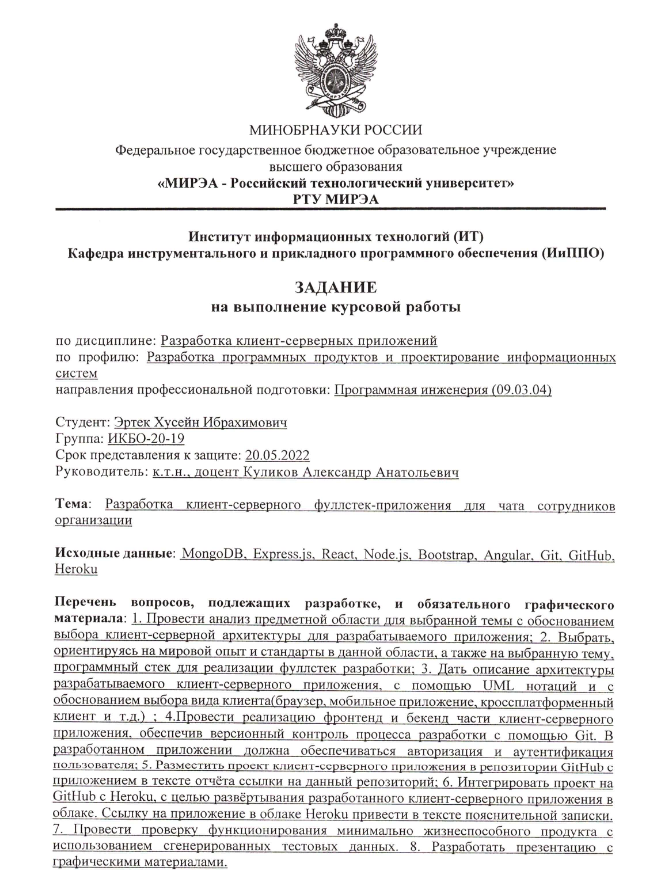 МИНОБРНАУКИ РОССИИ
Федеральное государственное бюджетное образовательное учреждение
высшего образования
«МИРЭА - Российский технологический университет»
РТУ МИРЭА
Институт информационных технологий (ИТ)
Кафедра инструментального и прикладного программного обеспечения (ИиППО)
ЗАДАНИЕ
на выполнение курсовой работы
по дисциплине: Разработка клиент-серверных приложений
по профилю: Разработка программных продуктов и проектирование информационных
систем
направления профессиональной подготовки: Программная инженерия (09.03.04)
Студент: Эртек Хусейн Ибрахимович
Группа: ИКБО-20-19
Срок представления к защите: 20.05.2022
Руководитель: к.т.н., доцент Куликов Александр Анатольевич
Тема: Разработка клиент-серверного фуллстек-приложения для чата сотрудников
организации
Исходные данные: MongoDB, Express.js, React, Node.js, Bootstrap, Angular, Git, GitHub,
Heroku
Перечень вопросов, подлежащих разработке, и обязательного графического
материала: 1. Провести анализ предметной области для выбранной темы с обоснованием
выбора клиент-серверной архитектуры для разрабатываемого приложения; 2. Выбрать,
ориентируясь на мировой опыт и стандарты в данной области, а также на выбранную тему,
программный стек для реализации фуллстек разработки; 3. Дать описание архитектуры
разрабатываемого клиент-серверного приложения, с помощью UML нотаций и с
обоснованием выбора вида клиента(браузер, мобильное приложение, кроссплатформенный
клиент и т.д.) ; 4.Провести реализацию фронтенд и бекенд части клиент-серверного
приложения, обеспечив версионный контроль процесса разработки с помощью Git. В
разработанном приложении должна обеспечиваться авторизация и аутентификация
пользователя; 5. Разместить проект клиент-серверного приложения в репозитории GitHub с
приложением в тексте отчёта ссылки на данный репозиторий; 6. Интегрировать проект на
GitHub с Heroku, с целью развёртывания разработанного клиент-серверного приложения в
облаке. Ссылку на приложение в облаке Heroku привести в тексте пояснительной записки.
7. Провести проверку функционирования минимально жизнеспособного продукта с
использованием сгенерированных тестовых данных. 8. Разработать презентацию с
графическими материалами.